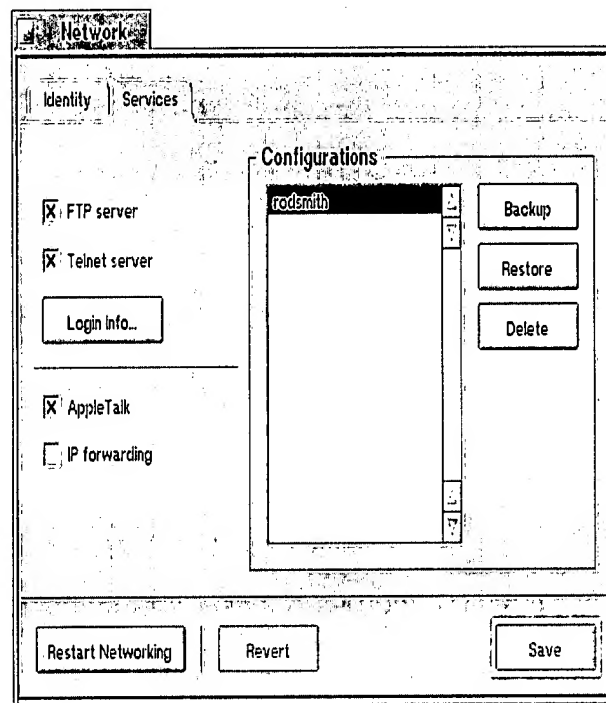 Network
Identity
Services
Configurations
rodsmith
FTP server
Telnet server
Login Info...
AppleTalk
IP forwarding
Backup
Restore
Delete
Restart Networking
Revert
Save